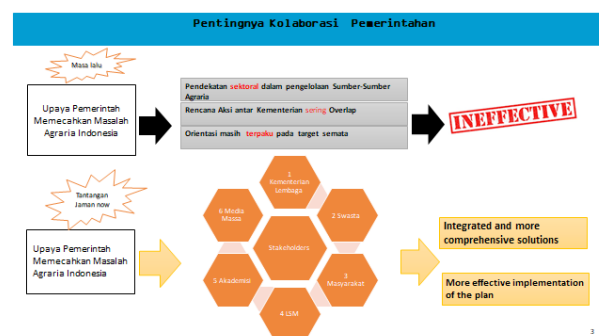 Pentingnya Kolaborasi Pemerintahan
Masa lalu
Upaya Pemerintah
Memecahkan Masalah
Agraria Indonesia
Pendekatan sektoral dalam pengelolaan Sumber-Sumber
Agraria
Rencana Aksi antar Kementerian sering Overlap
Orientasi masih terpaku pada target semata
INEFFECTIVE
Tantangan
Jaman now
Upaya Pemerintah
Memecahkan Masalah
Agraria Indonesia
1
Kementerian
Lembaga
2 Swasta
3
Masyarakat
4 LSM
5 Akademisi
6 Media
Massa
Stakeholders
Integrated and more
comprehensive solutions
More effective implementation
of the plan
3